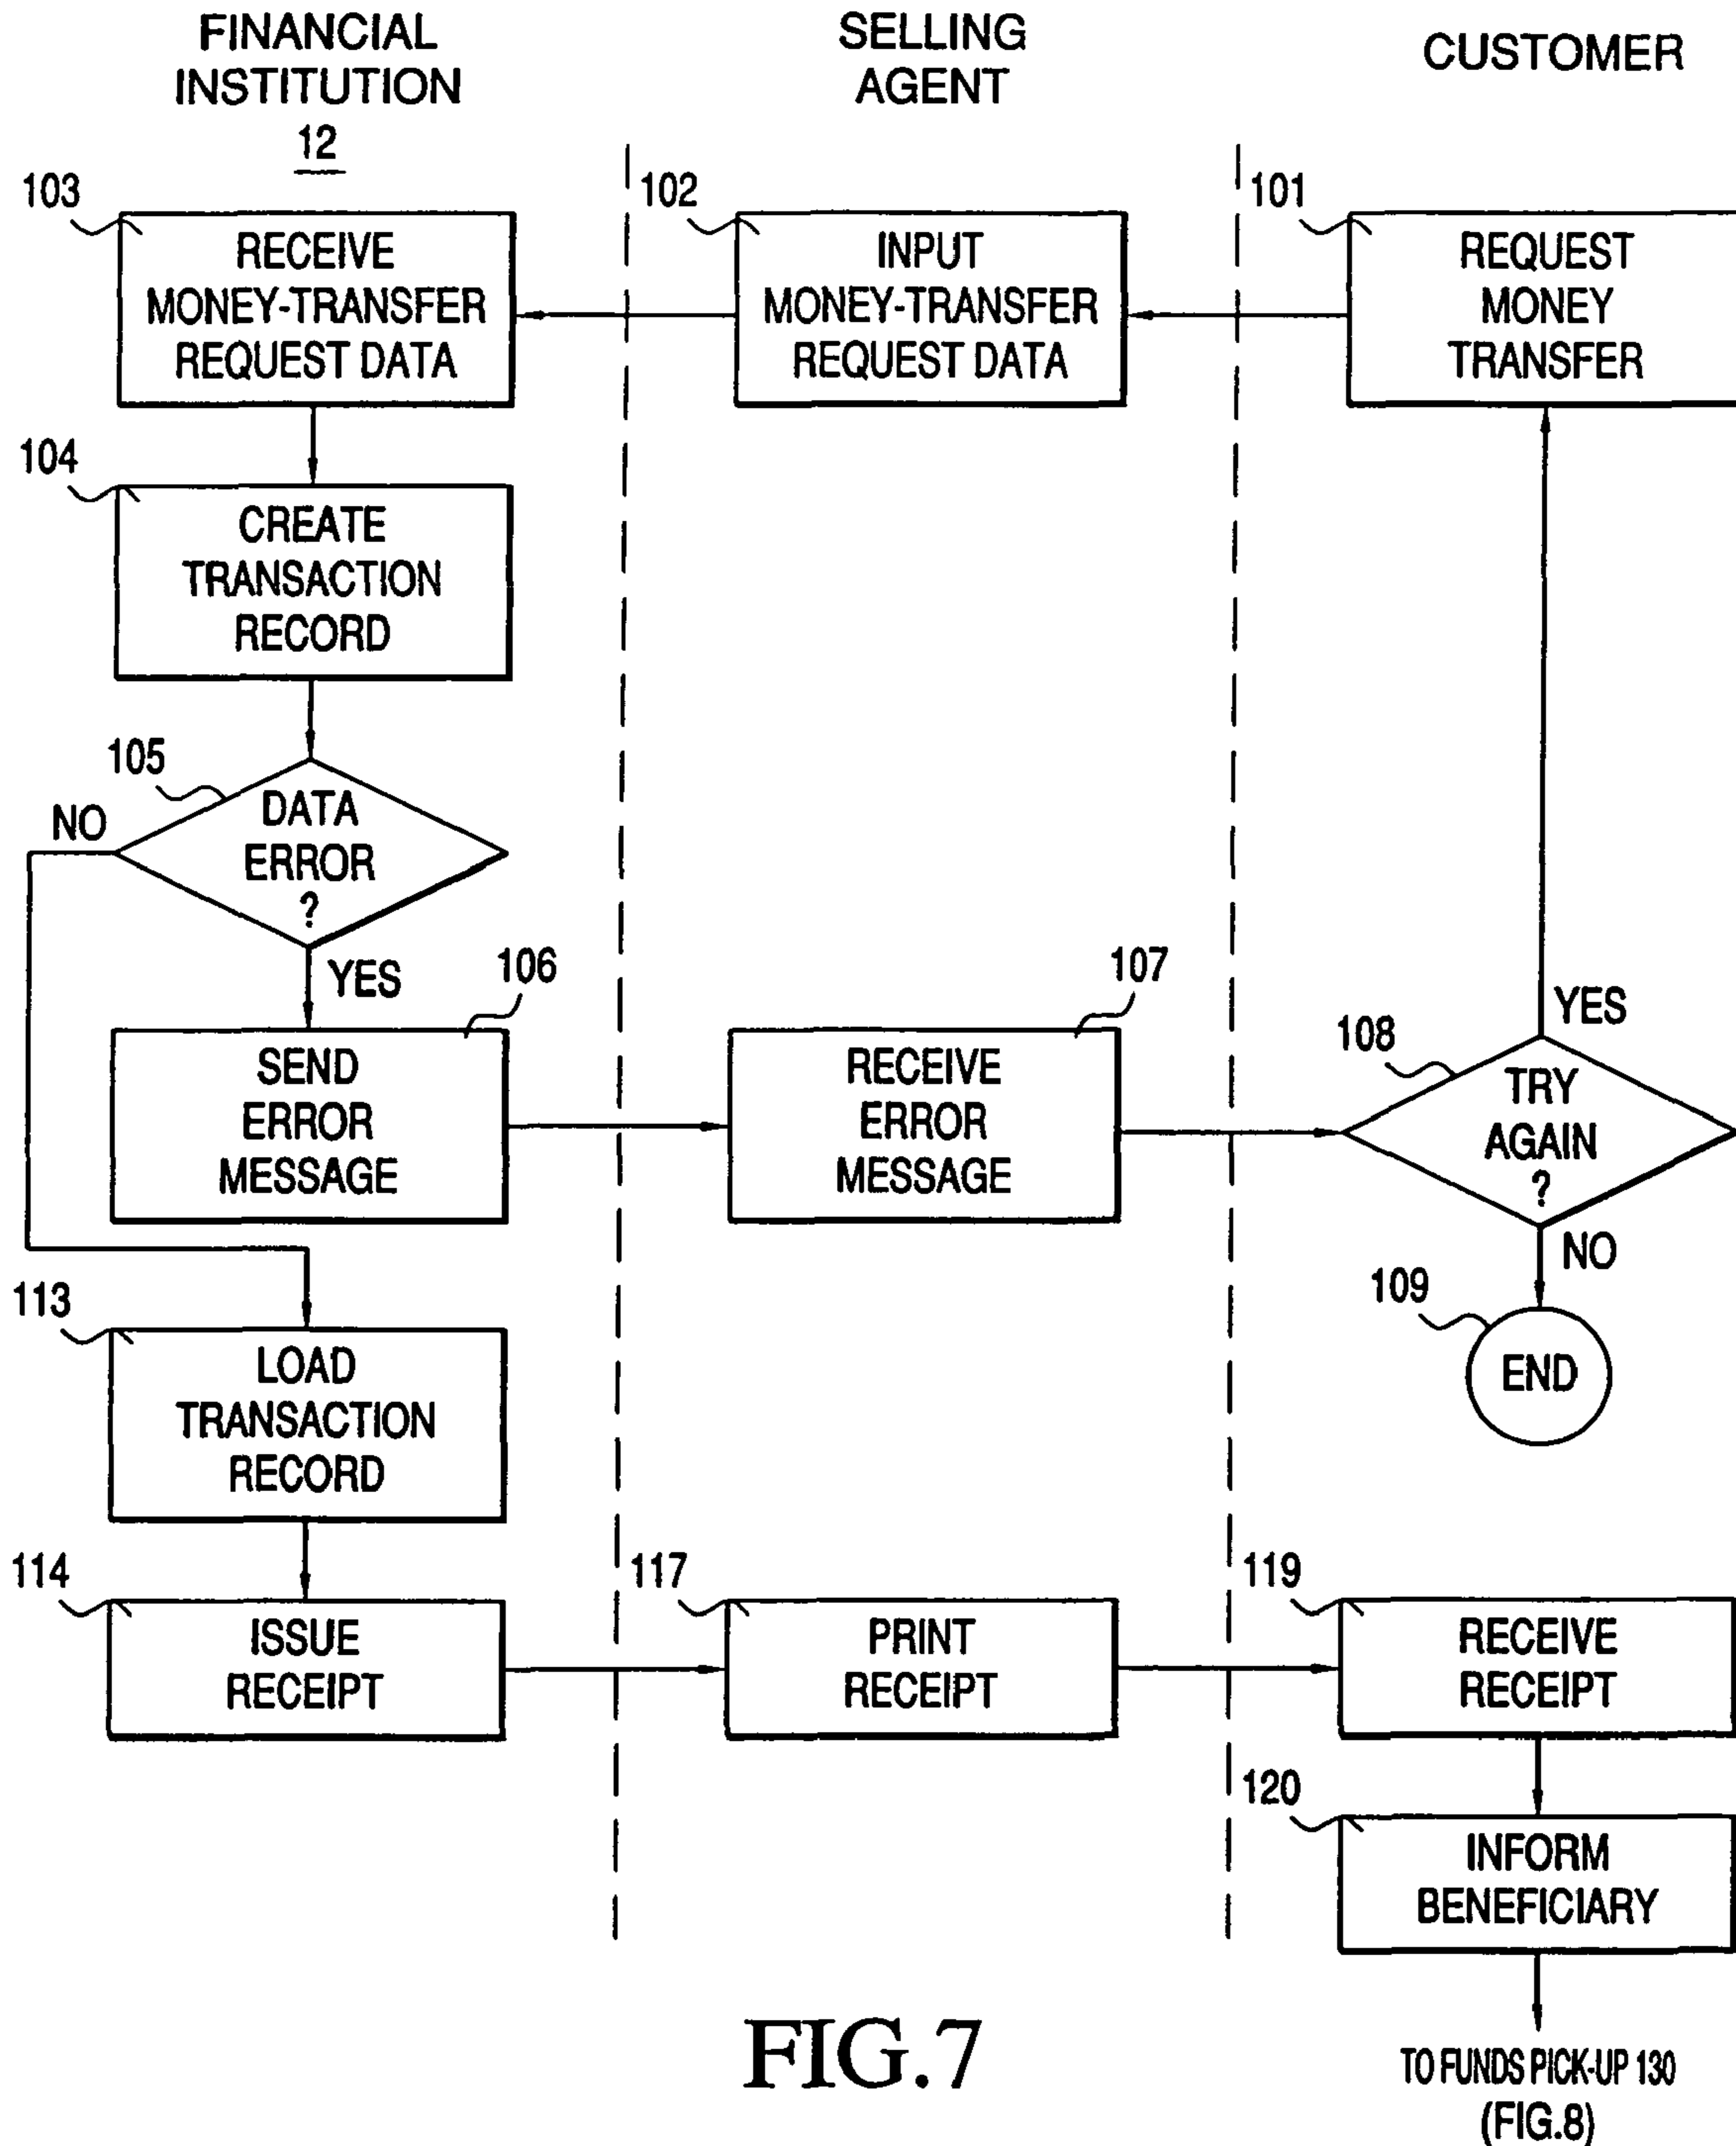 FINANCIAL
INSTITUTION
12
SELLING
AGENT
CUSTOMER
103
RECEIVE
MONEY-TRANSFER
REQUEST DATA
102
INPUT
MONEY-TRANSFER
REQUEST DATA
101
REQUEST
MONEY
TRANSFER
104
CREATE
TRANSACTION
RECORD
105
DATA
ERROR
?
NO
YES
106
SEND
ERROR
MESSAGE
107
RECEIVE
ERROR
MESSAGE
108
TRY
AGAIN
?
YES
NO
109
END
113
LOAD
TRANSACTION
RECORD
114
ISSUE
RECEIPT
117
PRINT
RECEIPT
119
RECEIVE
RECEIPT
120
INFORM
BENEFICIARY
TO FUNDS PICK-UP 130
(FIG.8)
FIG.7